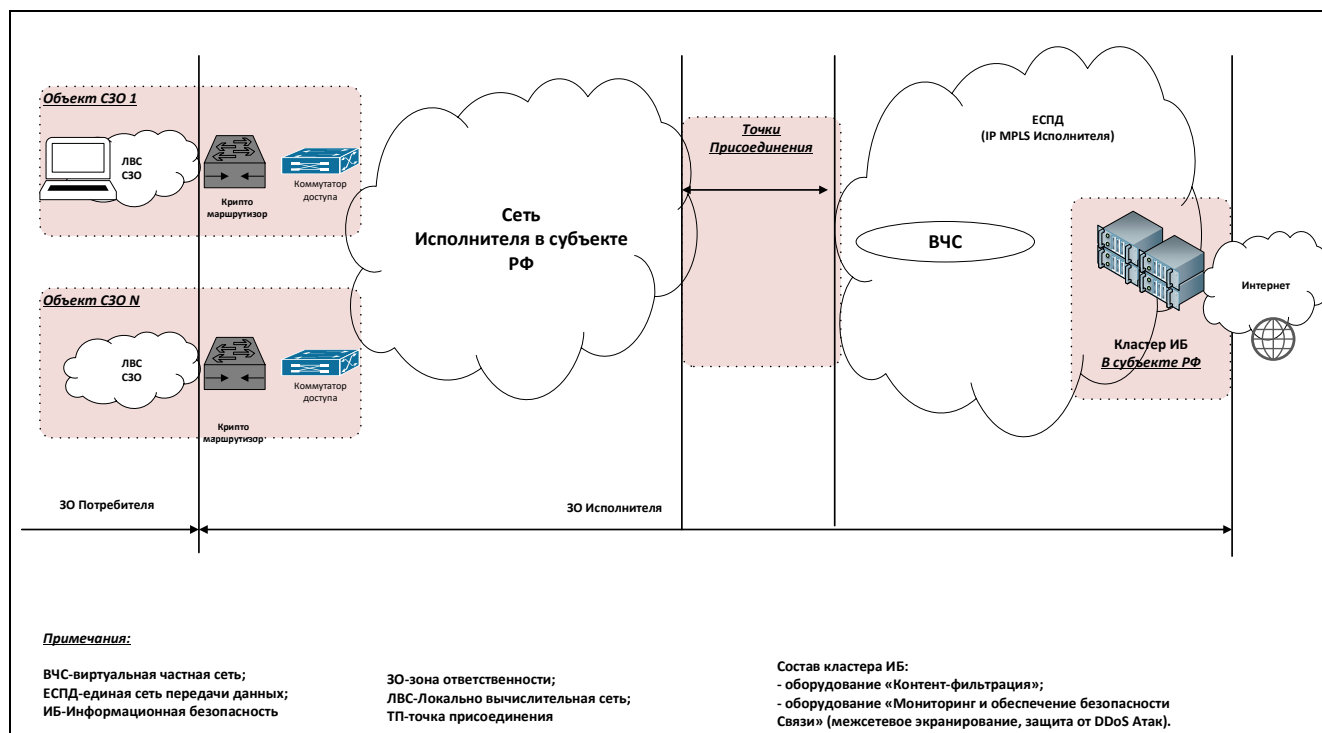 Объект СЗО 1
ЛВС
СЗО
Крипто
маршрутизор
Коммутатор
доступа
Объект СЗО N
ЛВС
СЗО
Крипто
маршрутизор
Коммутатор
доступа
Сеть
Исполнителя в субъекте
РФ
Точки
Присоединения
ЕСПД
(IP MPLS Исполнителя)
ВЧС
Кластер ИБ
В субъекте РФ
Интернет
ЗО Потребителя
ЗО Исполнителя
Примечания:
ВЧС-виртуальная частная сеть;
ЕСПД-единая сеть передачи данных;
ИБ-Информационная безопасность
ЗО-зона ответственности;
ЛВС-Локально вычислительная сеть;
ТП-точка присоединения
Состав кластера ИБ:
- оборудование «Контент-фильтрация»;
- оборудование «Мониторинг и обеспечение безопасности
Связи» (межсетевое экранирование, защита от DDoS Атак).